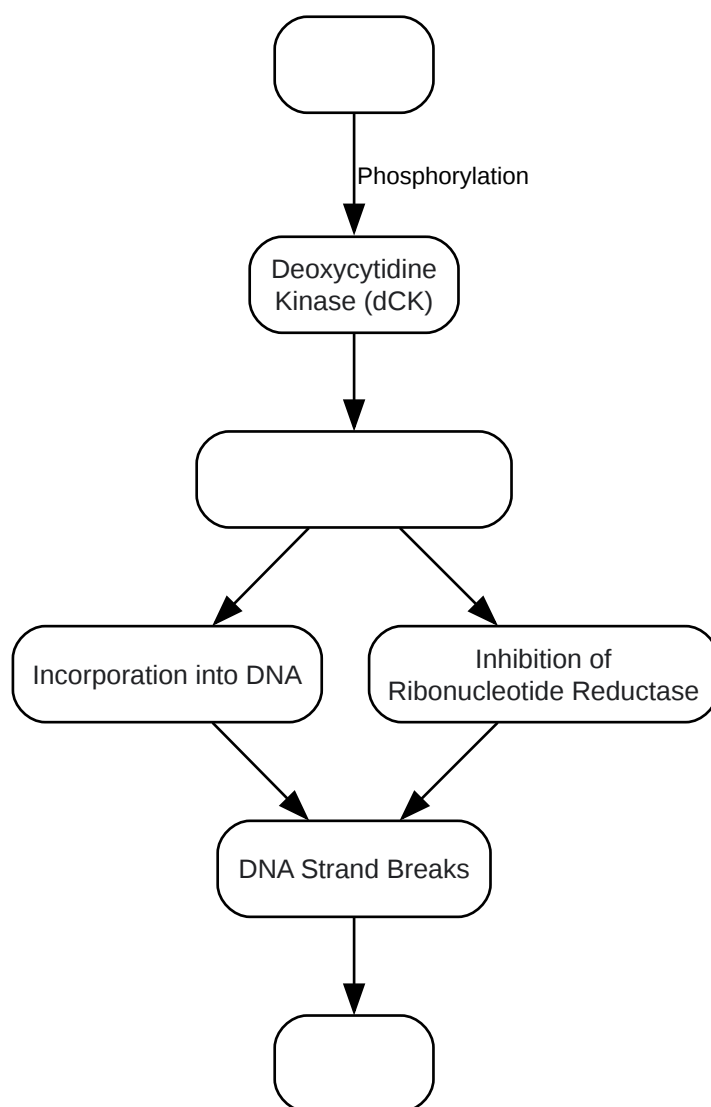 Phosphorylation
Deoxycytidine
Kinase (dCK)
Incorporation into DNA
Inhibition of
Ribonucleotide Reductase
DNA Strand Breaks